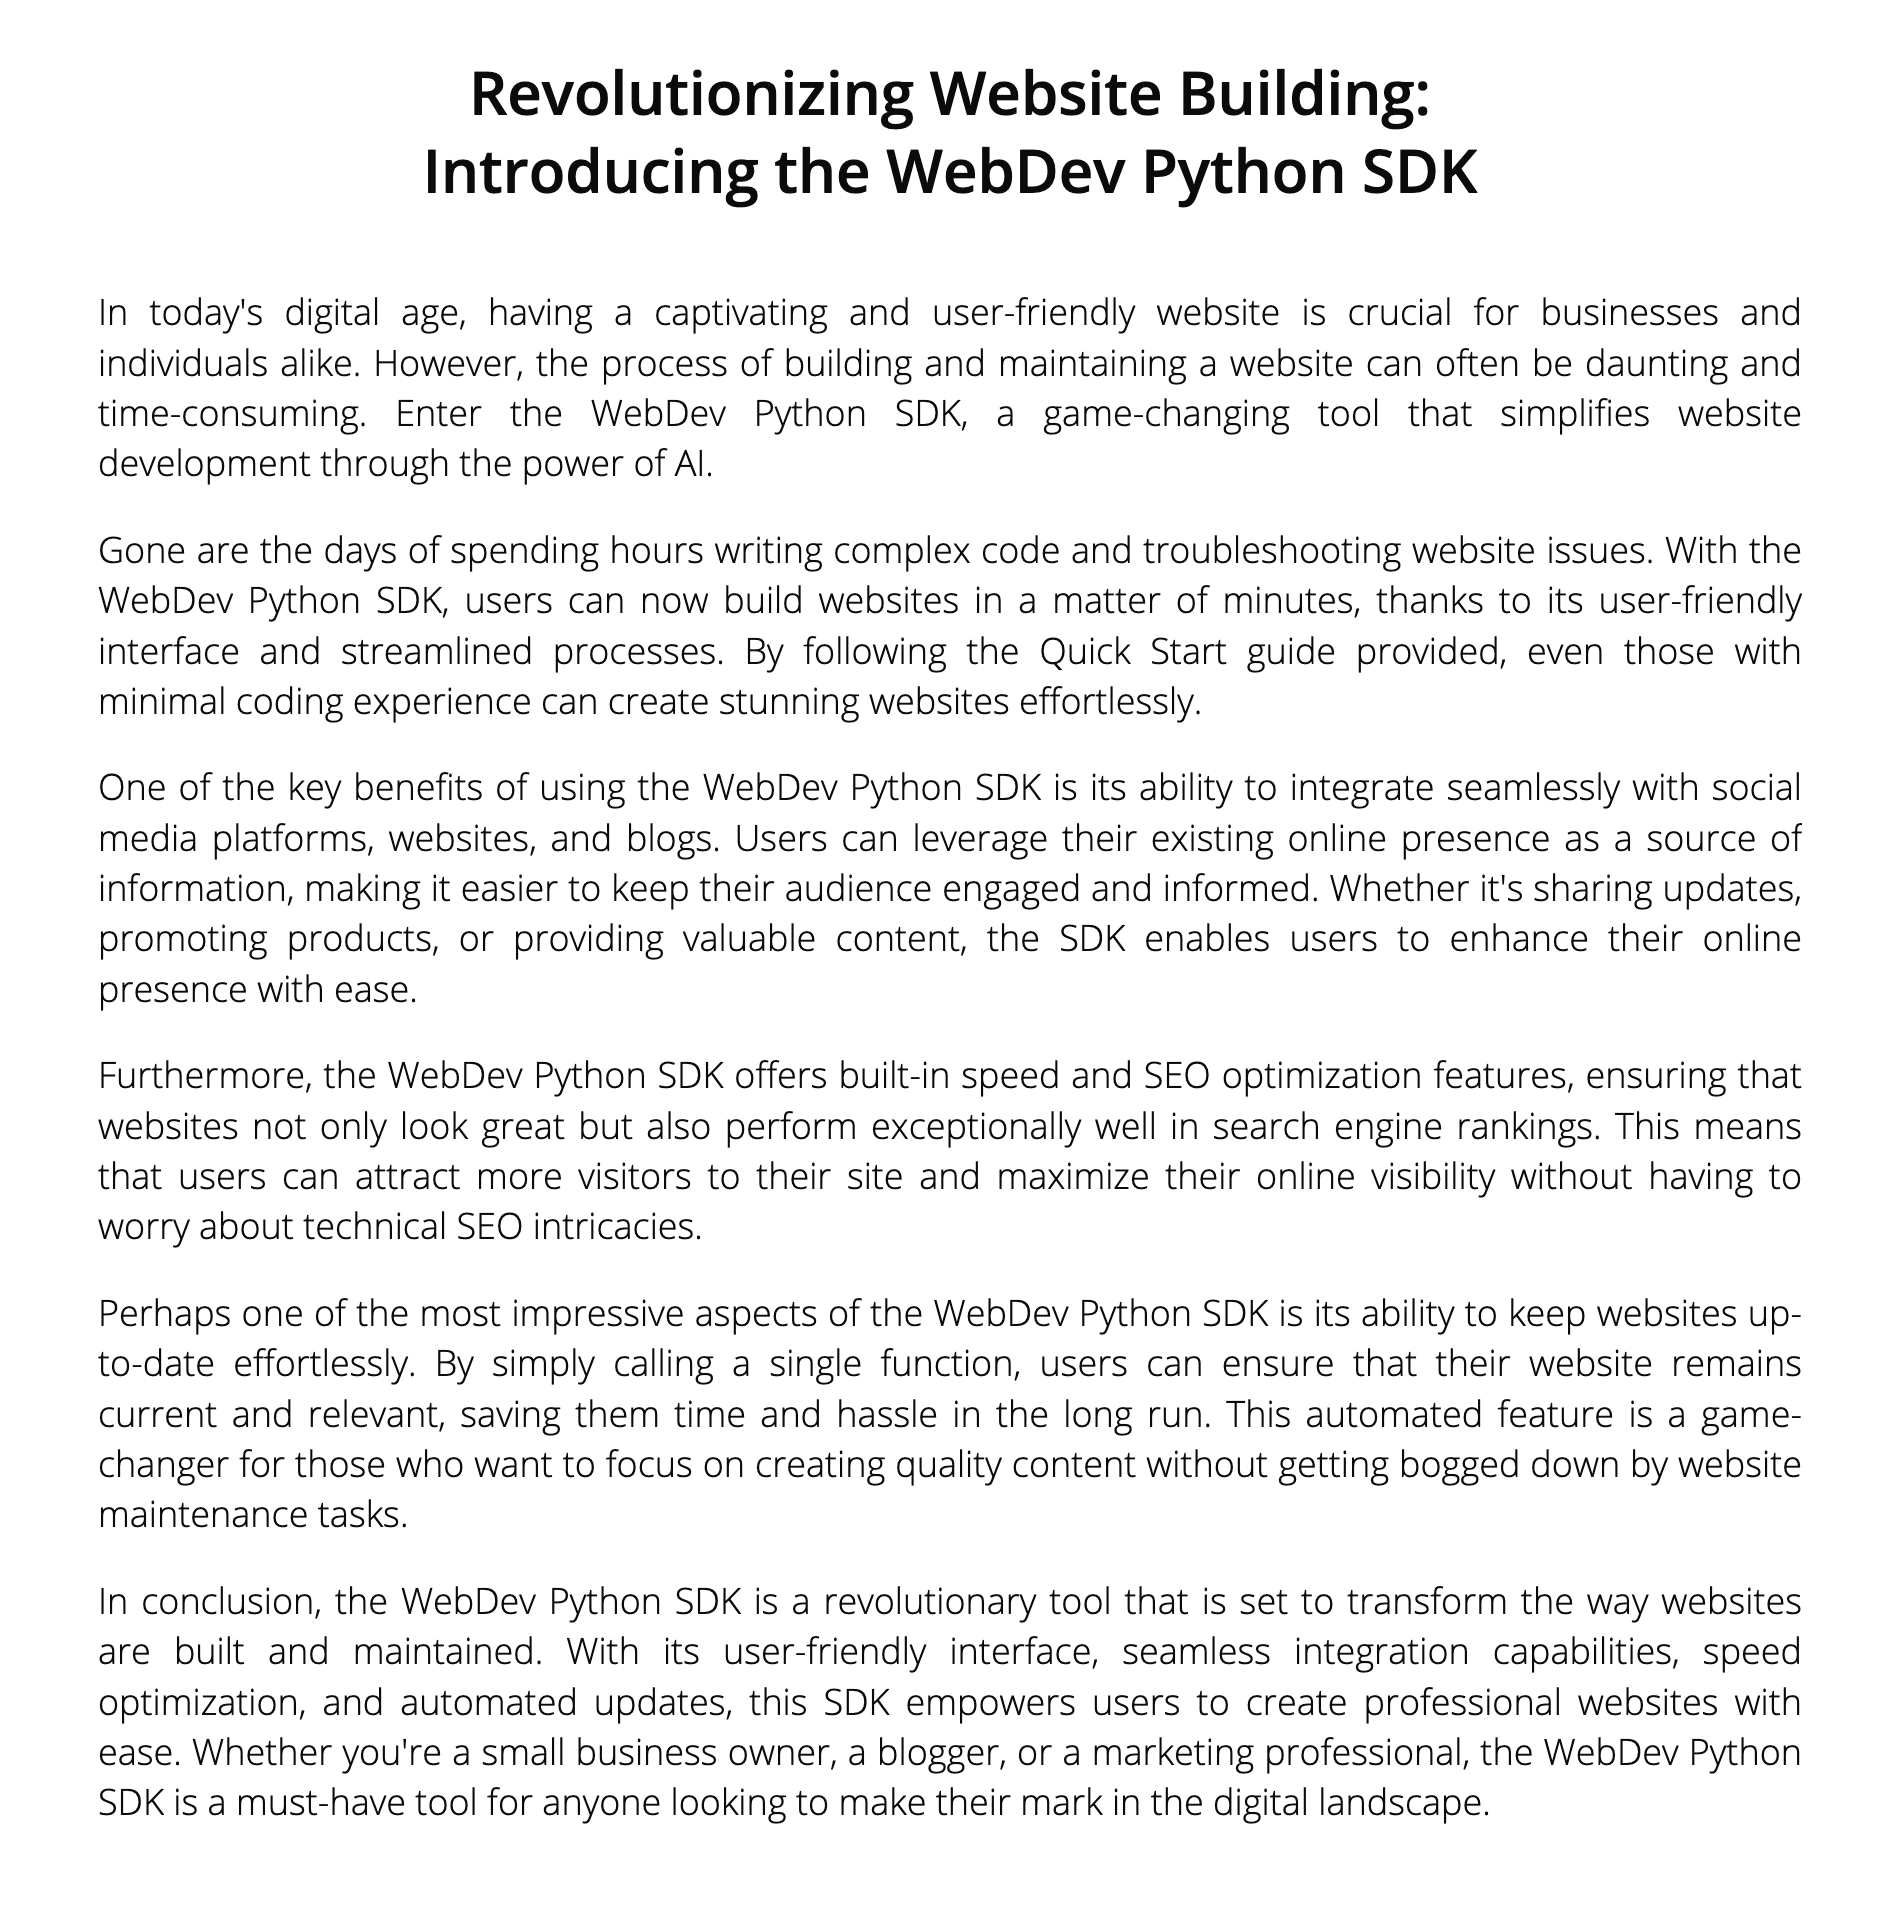 Revolutionizing Website Building:
Introducing the WebDev Python SDK
In today's digital age, having a captivating and user-friendly website is crucial for businesses and
individuals alike. However, the process of building and maintaining a website can often be daunting and
time-consuming. Enter the WebDev Python SDK, a game-changing tool that simplifies website
development through the power of AI.
Gone are the days of spending hours writing complex code and troubleshooting website issues. With the
WebDev Python SDK, users can now build websites in a matter of minutes, thanks to its user-friendly
interface and streamlined processes. By following the Quick Start guide provided, even those with
minimal coding experience can create stunning websites effortlessly.
One of the key benefits of using the WebDev Python SDK is its ability to integrate seamlessly with social
media platforms, websites, and blogs. Users can leverage their existing online presence as a source of
information, making it easier to keep their audience engaged and informed. Whether it's sharing updates,
promoting products, or providing valuable content, the SDK enables users to enhance their online
presence with ease.
Furthermore, the WebDev Python SDK offers built-in speed and SEO optimization features, ensuring that
websites not only look great but also perform exceptionally well in search engine rankings. This means
that users can attract more visitors to their site and maximize their online visibility without having to
worry about technical SEO intricacies.
Perhaps one of the most impressive aspects of the WebDev Python SDK is its ability to keep websites up-
to-date effortlessly. By simply calling a single function, users can ensure that their website remains
current and relevant, saving them time and hassle in the long run. This automated feature is a game-
changer for those who want to focus on creating quality content without getting bogged down by website
maintenance tasks.
In conclusion, the WebDev Python SDK is a revolutionary tool that is set to transform the way websites
are built and maintained. With its user-friendly interface, seamless integration capabilities, speed
optimization, and automated updates, this SDK empowers users to create professional websites with
ease. Whether you're a small business owner, a blogger, or a marketing professional, the WebDev Python
SDK is a must-have tool for anyone looking to make their mark in the digital landscape.